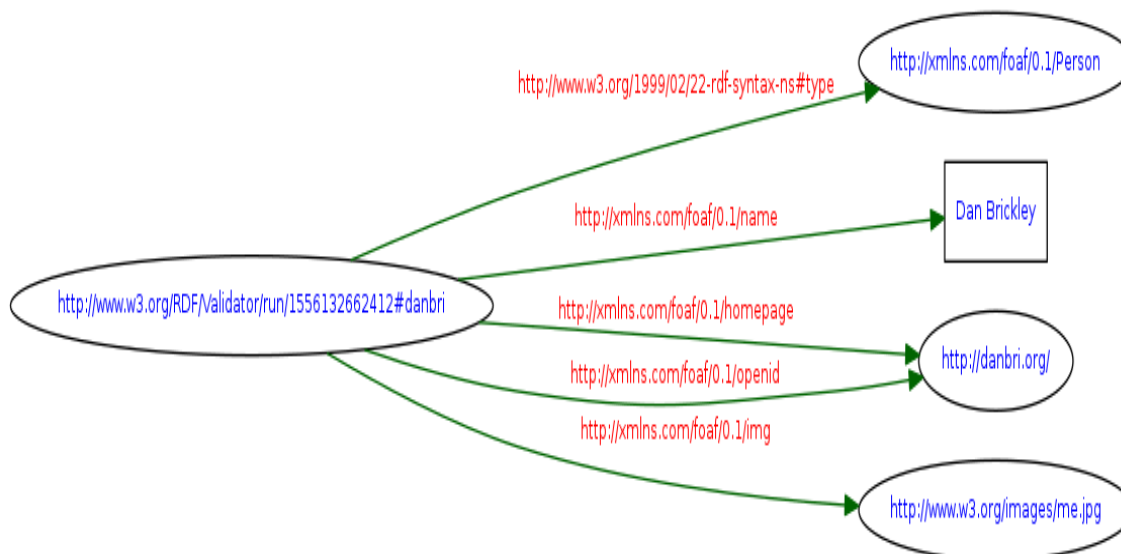 http://xmlns.com/foaf/0.1/Person
http://www.w3.org/1999/02/22-rdf-syntax-ns#type
Dan Brickley
http://xmlns.com/foaf/0.1/name
http://www.w3.org/RDF/Validator/run/1556132662412#danbri
http://xmlns.com/foaf/0.1/homepage
http://danbri.org/
http://xmlns.com/foaf/0.1/openid
http://xmlns.com/foaf/0.1/img
http://www.w3.org/images/me.jpg